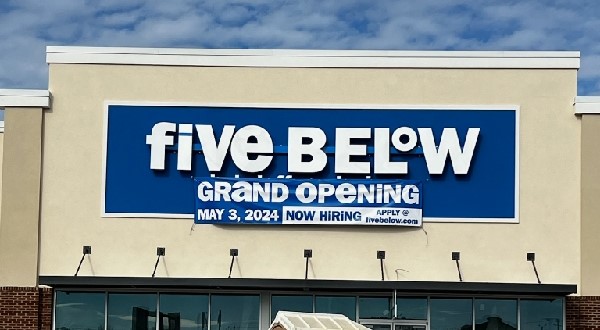 five BELOW
GRAND OPENING
MAY 3, 2024 NOW HIRING APPLY @
fivebelow.com